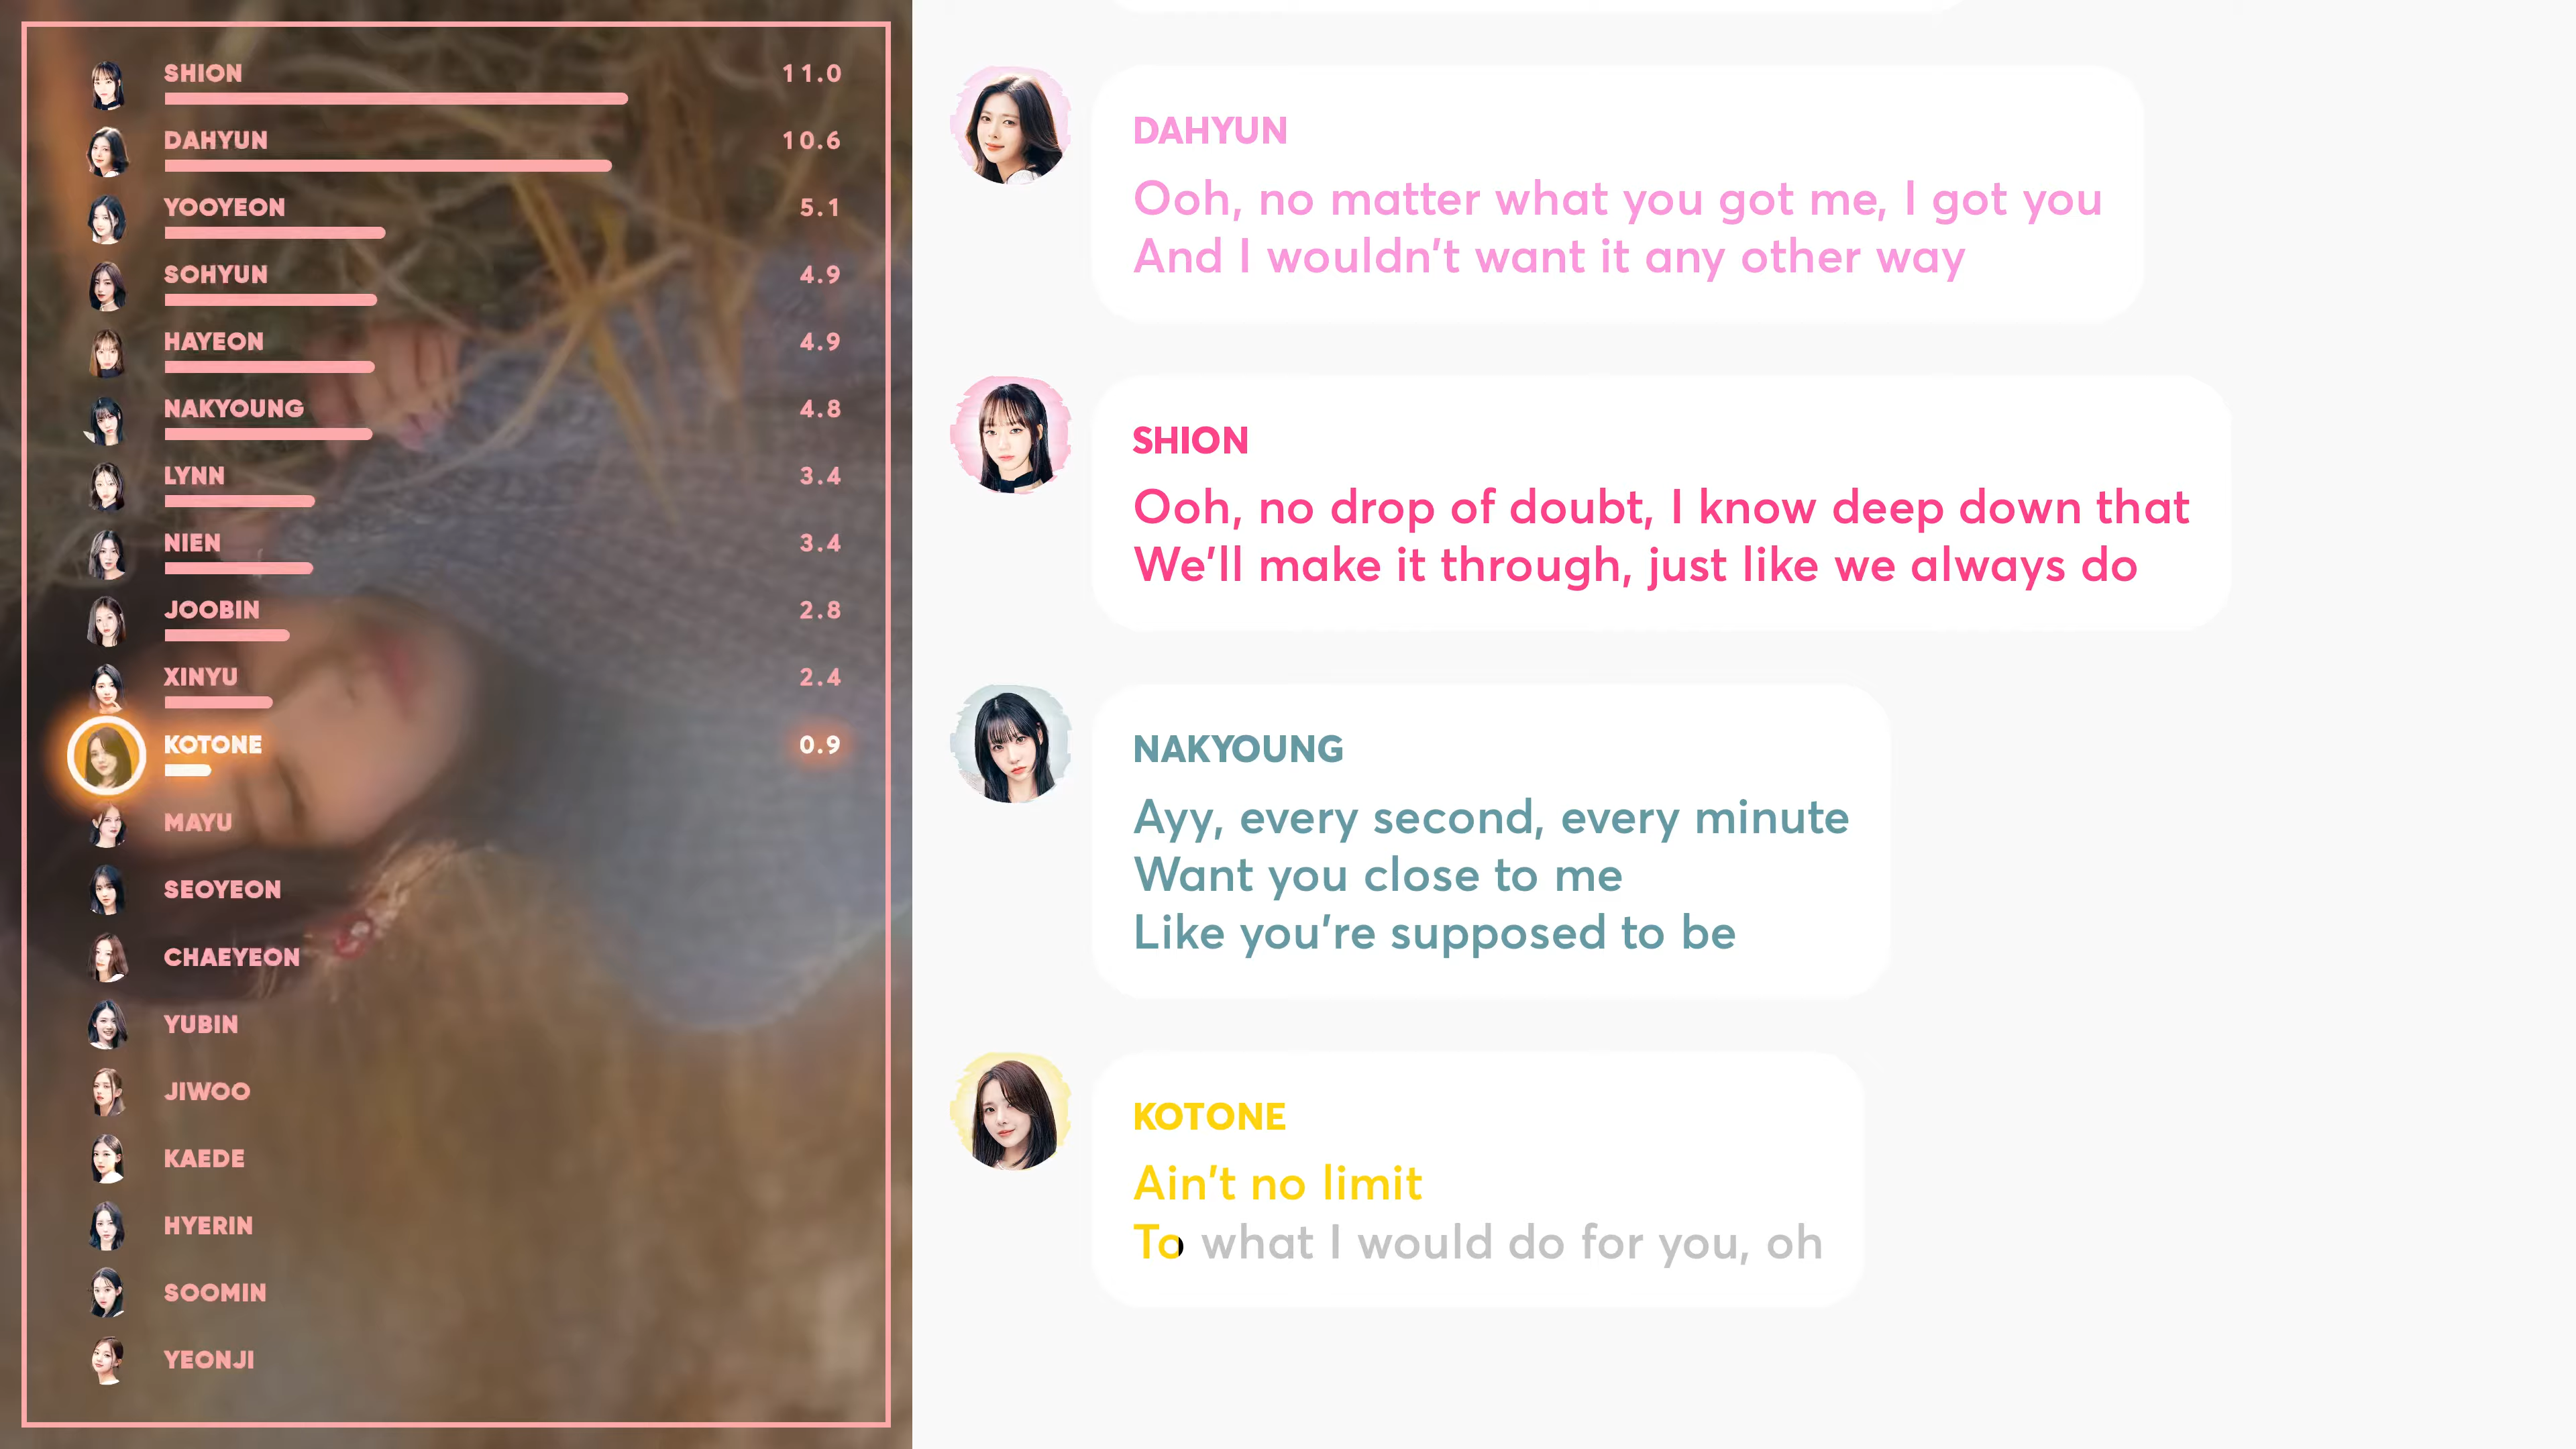 SHION 11.0
DAHYUN 10.6
YOOYEON 5.1
SOHYUN 4.9
HAYEON 4.9
NAKYOUNG 4.8
LYNN 3.4
NIEN 3.4
JOOBIN 2.8
XINYU 2.4
KOTONE 0.9
MAYU
SEOYEON
CHAEYEON
YUBIN
JIWOO
KAEDE
HYERIN
SOOMIN
YEONJI
DAHYUN
Ooh, no matter what you got me, I got you
And I wouldn't want it any other way
SHION
Ooh, no drop of doubt, I know deep down that
We'll make it through, just like we always do
NAKYOUNG
Ayy, every second, every minute
Want you close to me
Like you're supposed to be
KOTONE
Ain't no limit
To what I would do for you, oh